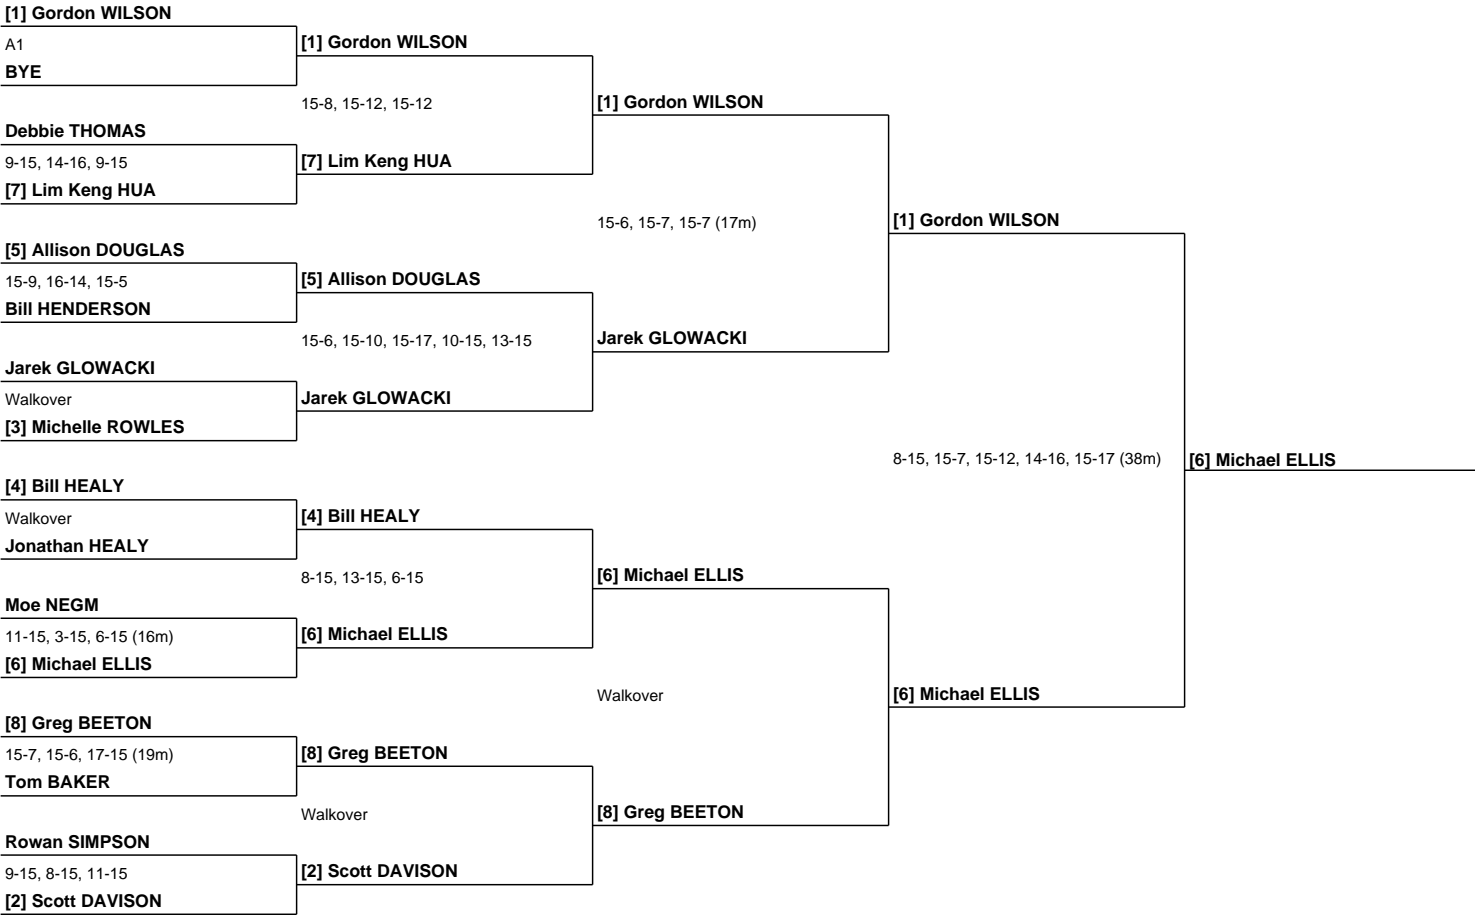 [1] Gordon WILSON
A1
BYE
Debbie THOMAS
9-15, 14-16, 9-15
[7] Lim Keng HUA
[5] Allison DOUGLAS
15-9, 16-14, 15-5
Bill HENDERSON
Jarek GLOWACKI
Walkover
[3] Michelle ROWLES
[4] Bill HEALY
Walkover
Jonathan HEALY
Moe NEGM
11-15, 3-15, 6-15 (16m)
[6] Michael ELLIS
[8] Greg BEETON
15-7, 15-6, 17-15 (19m)
Tom BAKER
Rowan SIMPSON
9-15, 8-15, 11-15
[2] Scott DAVISON
[1] Gordon WILSON
15-8, 15-12, 15-12
[7] Lim Keng HUA
[5] Allison DOUGLAS
15-6, 15-10, 15-17, 10-15, 13-15
Jarek GLOWACKI
[4] Bill HEALY
8-15, 13-15, 6-15
[6] Michael ELLIS
[8] Greg BEETON
Walkover
[2] Scott DAVISON
[1] Gordon WILSON
15-6, 15-7, 15-7 (17m)
Jarek GLOWACKI
[6] Michael ELLIS
Walkover
[8] Greg BEETON
[1] Gordon WILSON
8-15, 15-7, 15-12, 14-16, 15-17 (38m)
[6] Michael ELLIS
[6] Michael ELLIS